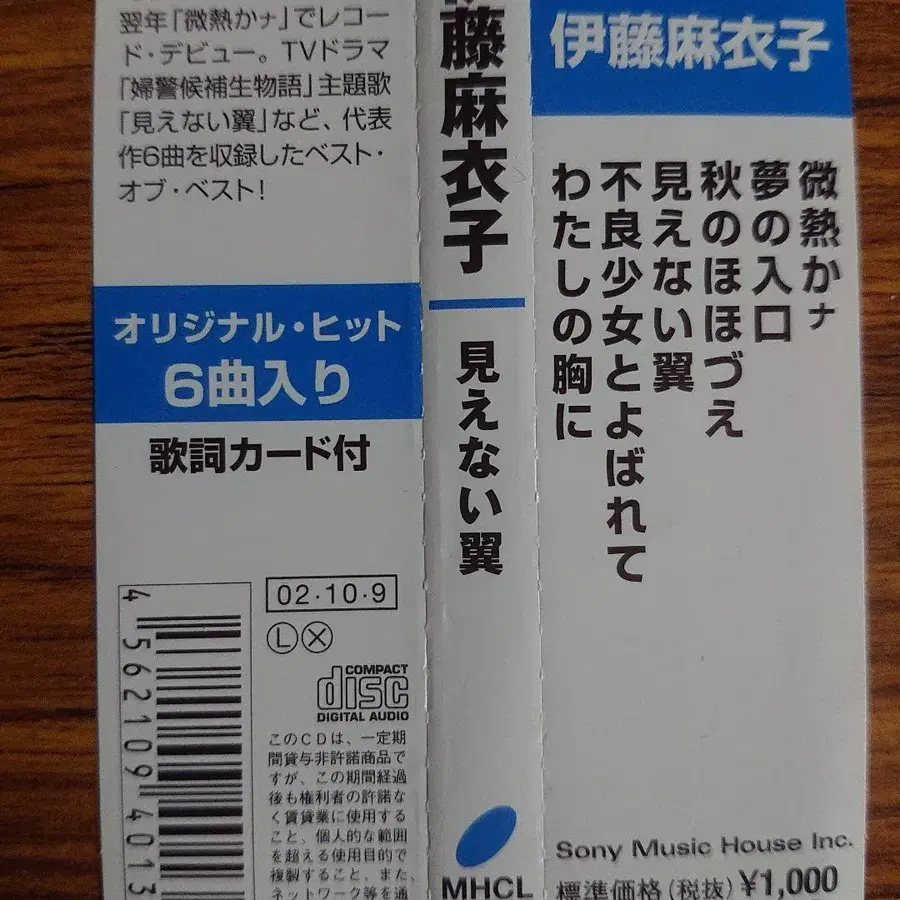 翌年「微熱かナ」でレコー
ド・デビュー。TVドラマ
「婦警候補生物語」主題歌
「見えない翼」など、代表
作6曲を収録したベスト・
オブ・ベスト!
オリジナル・ヒット
6曲入り
歌詞カード付
4 562109 4013
02・10・9
Ⓛ Ⓧ
COMPACT
disc
DIGITAL AUDIO
このCDは、一定期
間貸与非許諾商品で
すが、この期間経過
後も権利者の許諾な
く賃貸業に使用する
こと、個人的な範囲
を超える使用目的で
複製すること、また、
ネットワーク等を通
藤麻衣子
見えない翼
MHCL
伊藤麻衣子
微熱かナ
夢の入口
秋のほほづえ
見えない翼
不良少女とよばれて
わたしの胸に
Sony Music House Inc.
標準価格(税抜)¥1,000